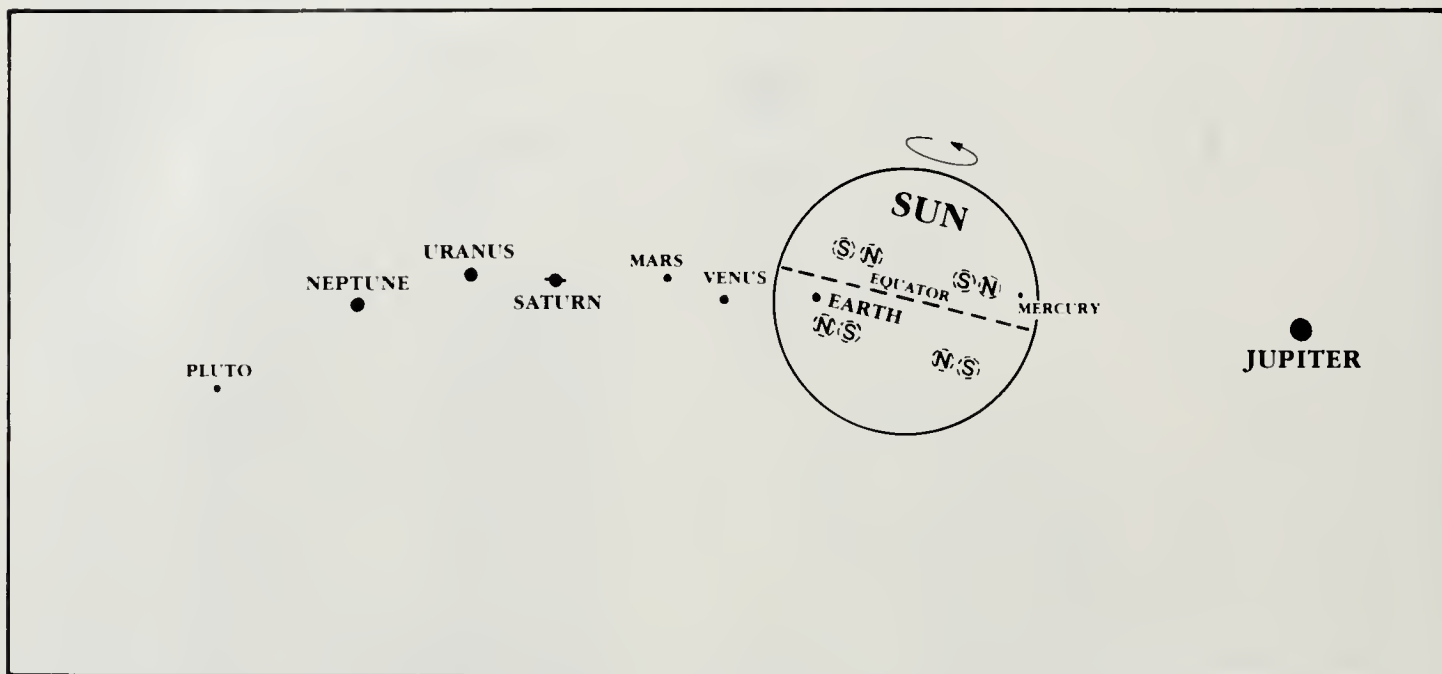 SUN
S N
URANUS
MARS
NEPTUNE
VENUS
S N
EQUATOR
SATURN
EARTH
MERCURY
N S
JUPITER
N S
PLUTO